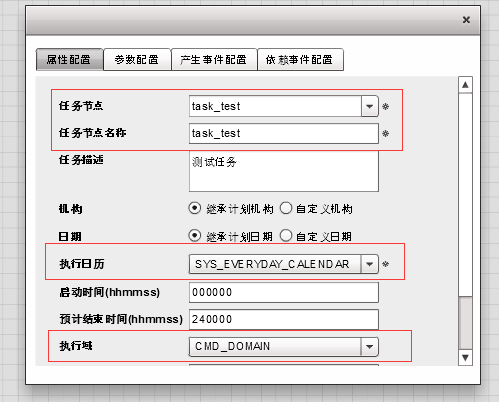 属性配置 参数配置 产生事件配置 依赖事件配置
任务节点 task_test *
任务节点名称 task_test *
任务描述 测试任务
机构 继承计划机构 自定义机构
日期 继承计划日期 自定义日期
执行日历 SYS_EVERYDAY_CALENDAR *
启动时间(hhmmss) 000000
预计结束时间(hhmmss) 240000
执行域 CMD_DOMAIN